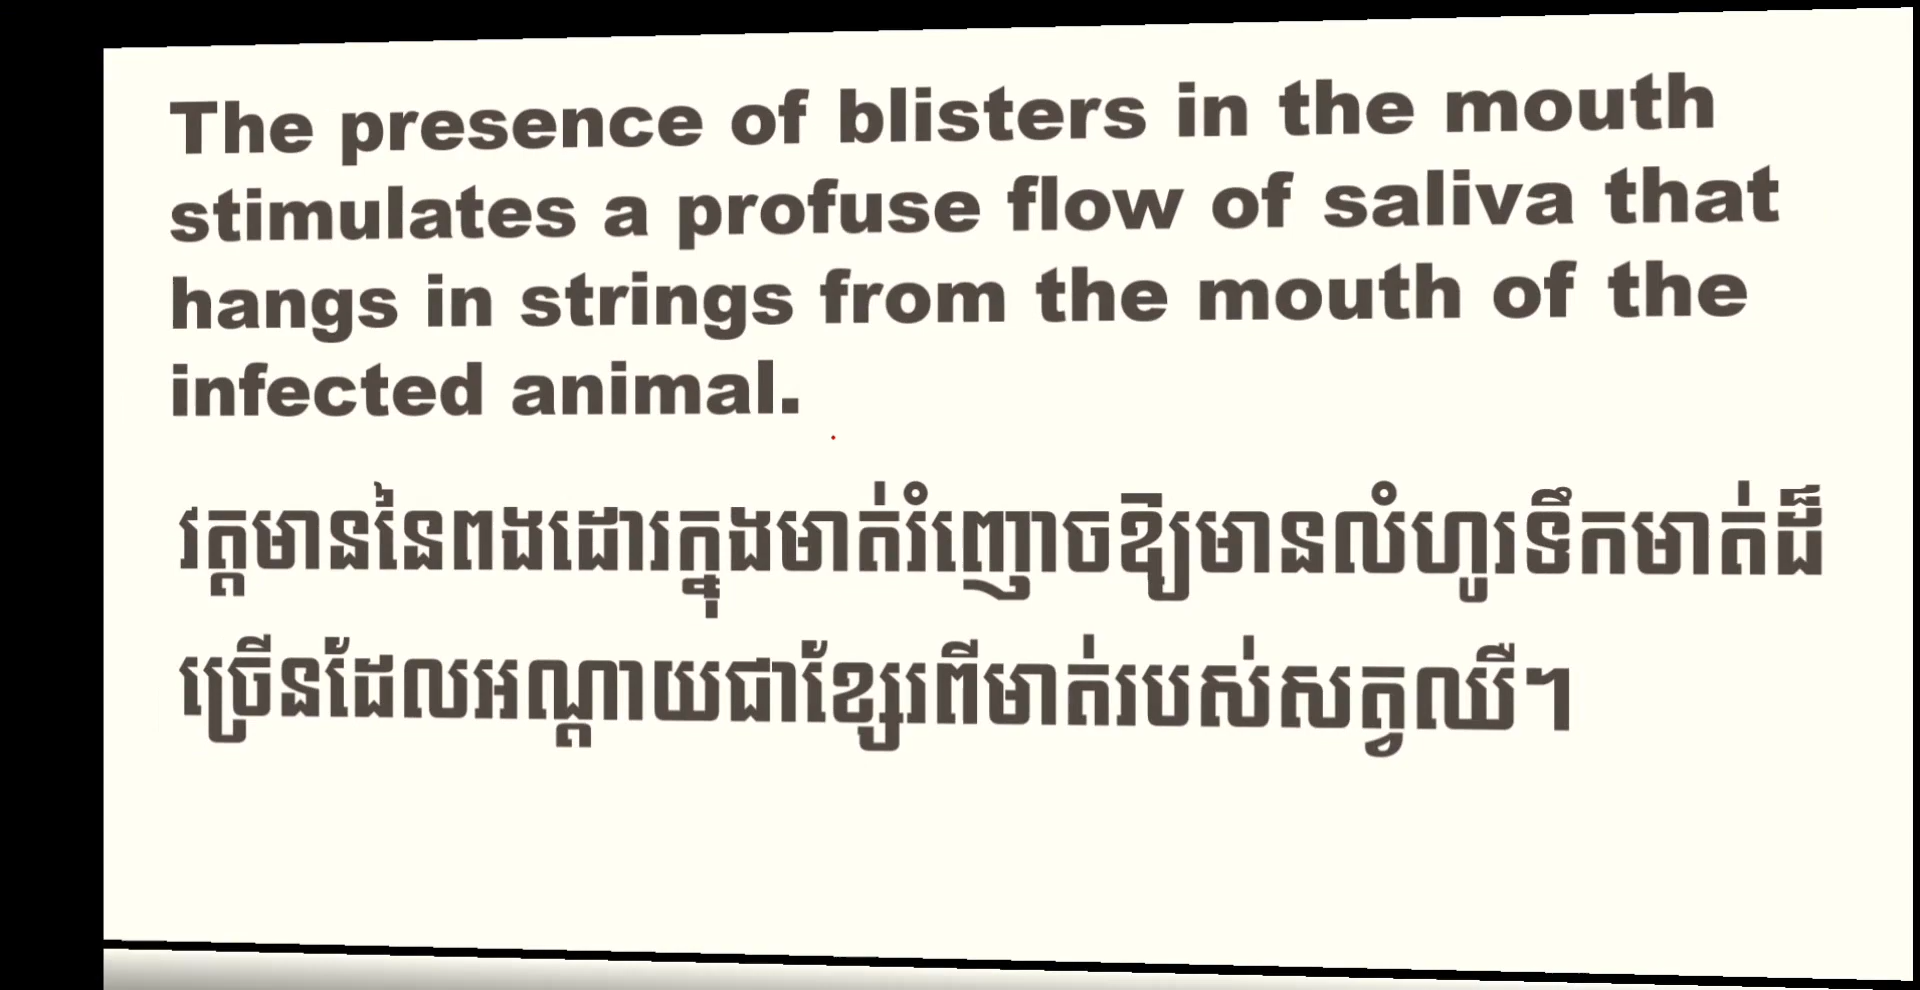 The presence of blisters in the mouth
stimulates a profuse flow of saliva that
hangs in strings from the mouth of the
infected animal.
វត្តមាននៃពងដោរក្នុងមាត់រំញោចឱ្យមានលំហូរទឹកមាត់ដ៏
ច្រើនដែលអណ្តាយជាខ្សែរពីមាត់របស់សត្វឈឺ។